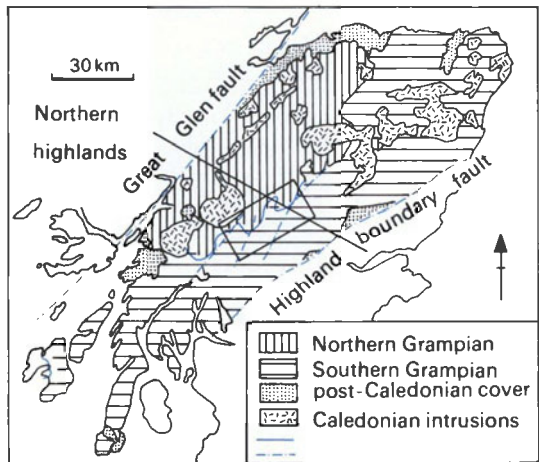 30 km
Northern
highlands
Great Glen fault
Highland boundary fault
Northern Grampian
Southern Grampian
post-Caledonian cover
Caledonian intrusions